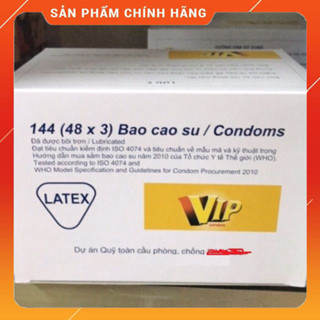 SẢN PHẨM CHÍNH HÃNG
144 (48 x 3) Bao cao su / Condoms
Đã được bôi trơn / Lubricated
Đạt tiêu chuẩn kiểm định ISO 4074 và tiêu chuẩn về mẫu mã và kỹ thuật trong
Hướng dẫn mua sắm bao cao su năm 2010 của Tổ chức Y tế Thế giới (WHO).
Tested according to ISO 4074 and
WHO Model Specification and Guidelines for Condom Procurement 2010
LATEX
VIP
condom
Dự án Quỹ toàn cầu phòng, chống